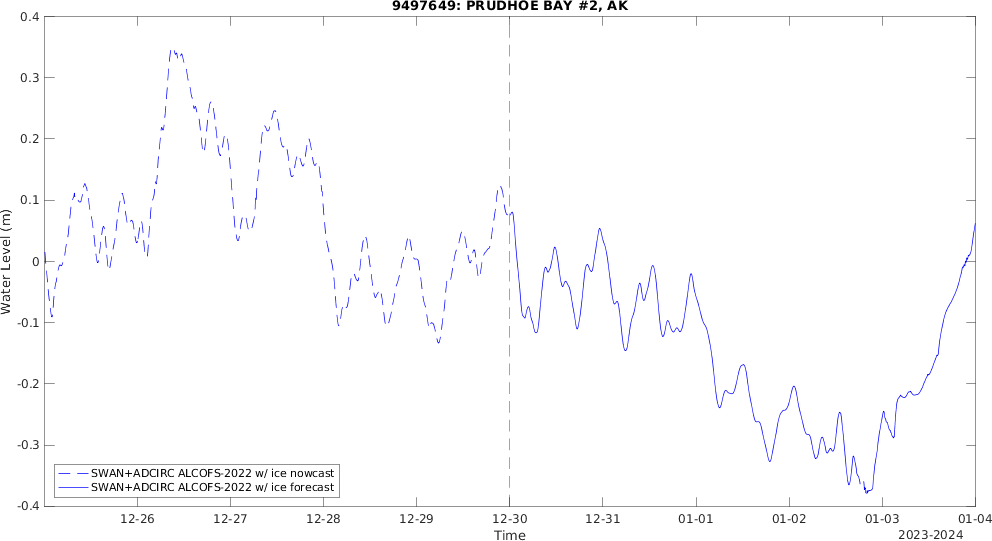 9497649: PRUDHOE BAY #2, AK
0.4
0.3
0.2
0.1
0
-0.1
-0.2
-0.3
-0.4
Water Level (m)
SWAN+ADCIRC ALCOFS-2022 w/ ice nowcast
SWAN+ADCIRC ALCOFS-2022 w/ ice forecast
12-26 12-27 12-28 12-29 12-30 12-31 01-01 01-02 01-03 01-04
Time
2023-2024